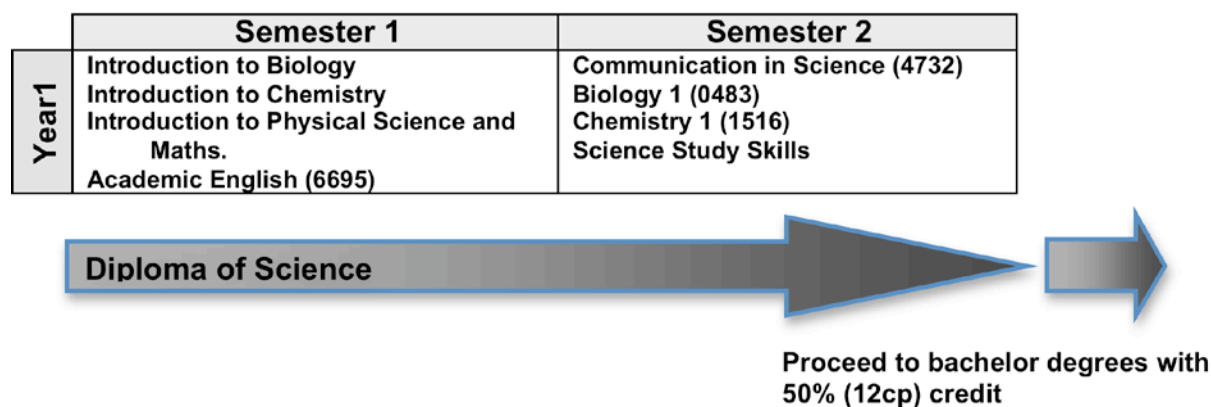 Semester 1
Semester 2
Year1
Introduction to Biology
Introduction to Chemistry
Introduction to Physical Science and
Maths.
Academic English (6695)
Communication in Science (4732)
Biology 1 (0483)
Chemistry 1 (1516)
Science Study Skills
Diploma of Science
Proceed to bachelor degrees with
50% (12cp) credit